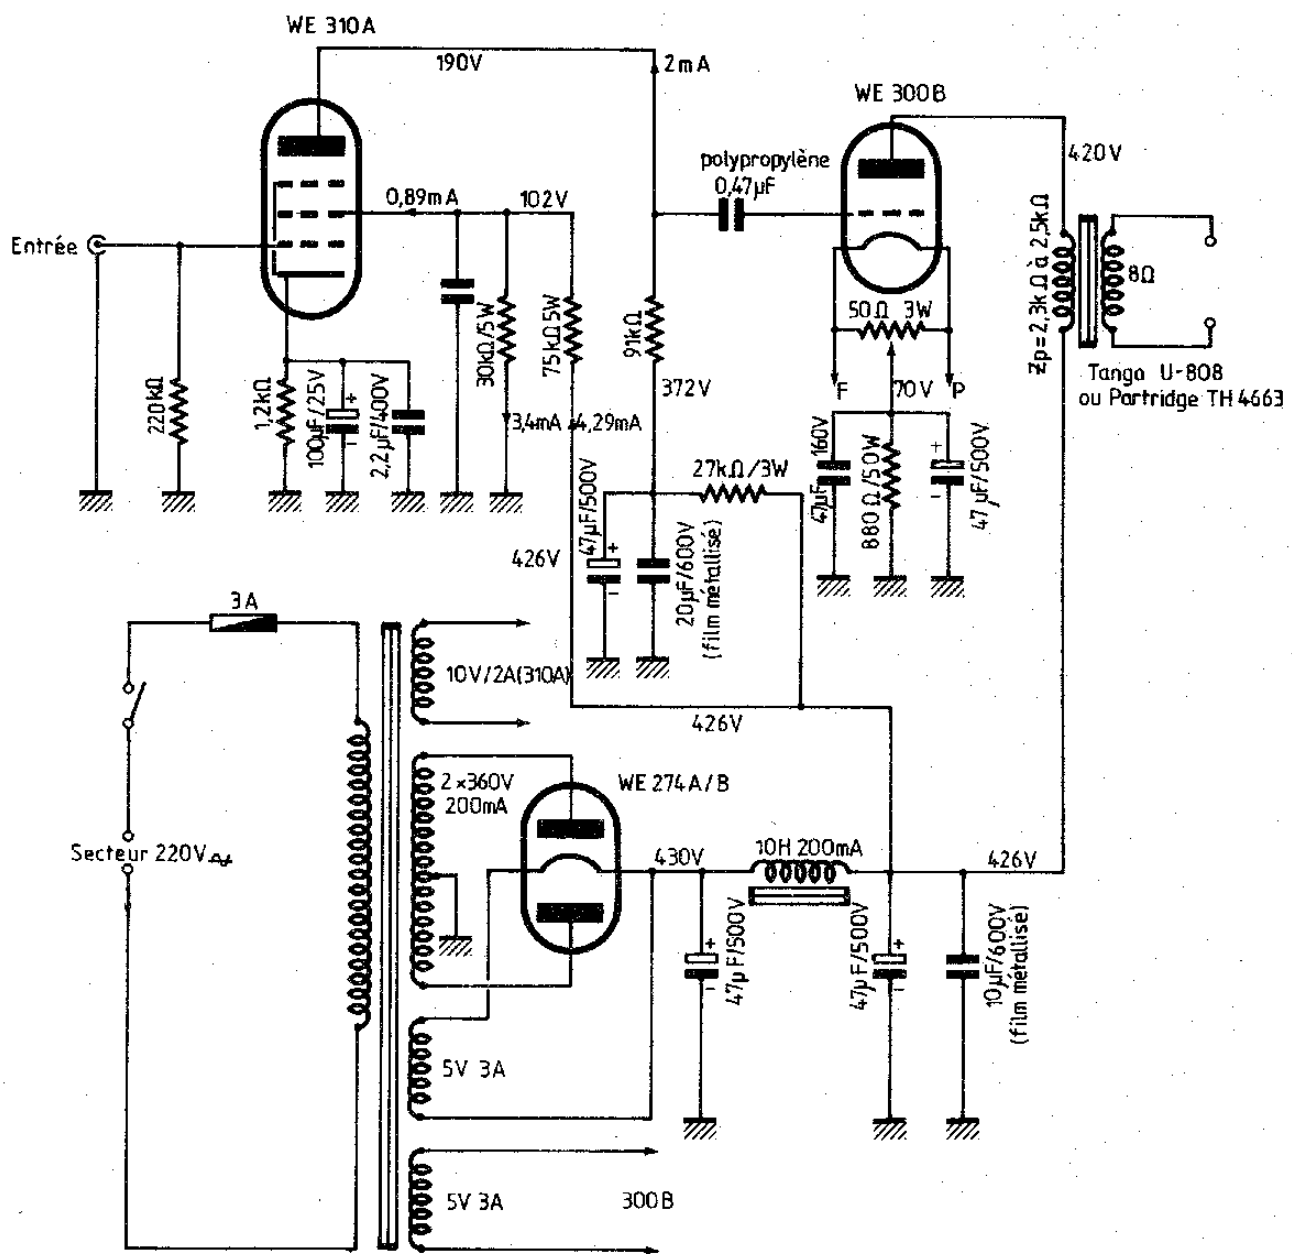 WE 310A
190V
2mA
WE 300B
420V
polypropylène
0,47µF
0,89mA
102V
Entrée
220kΩ
1,2kΩ
100µF/25V
+
-
2,2µF/400V
30kΩ/5W
75kΩ 5W
91kΩ
372V
3,4mA
4,29mA
50Ω 3W
F
70V
P
Zp=2,3kΩ à 2,5kΩ
8Ω
Tango U-808
ou Partridge TH4663
47µF 160V
880Ω/50W
+
-
47µF/500V
27kΩ/3W
47µF/500V
+
-
20µF/600V
(film métallisé)
426V
3A
10V/2A(310A)
426V
2×360V
200mA
WE 274A/B
Secteur 220V
430V
10H 200mA
426V
47µF/500V
+
-
47µF/500V
+
-
10µF/600V
(film métallisé)
5V 3A
5V 3A
300B